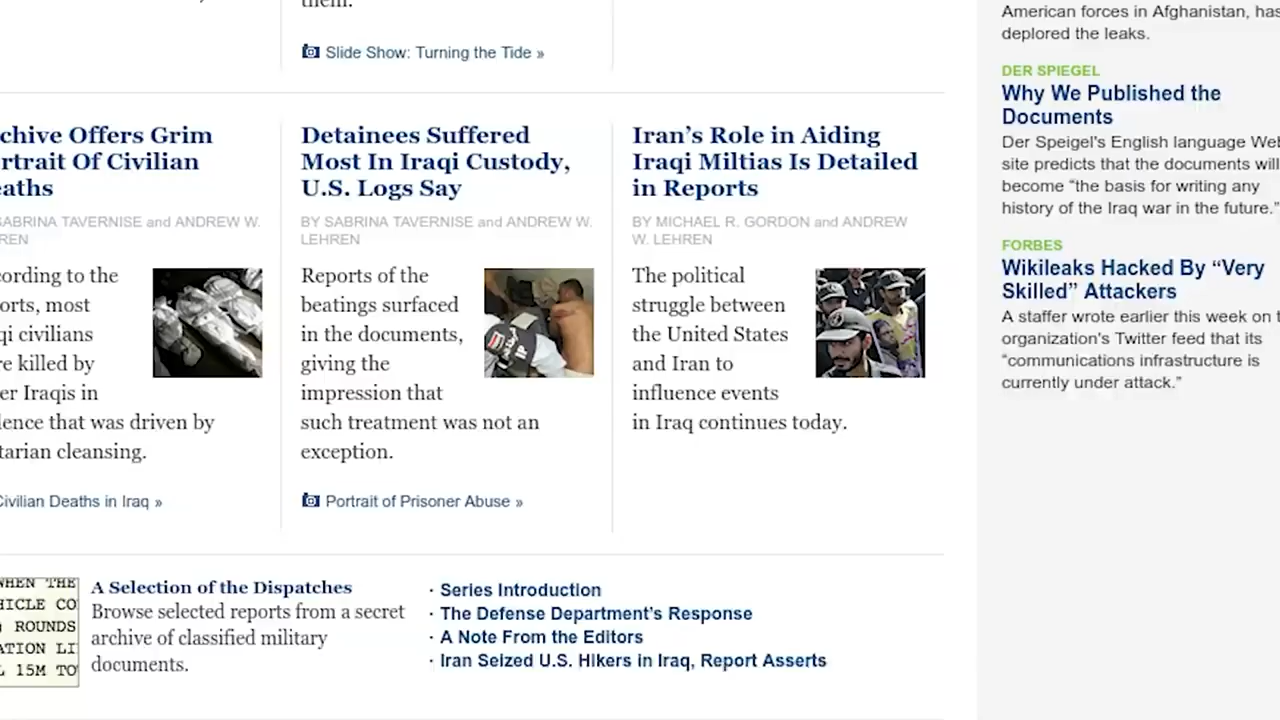 them.
Slide Show: Turning the Tide »
chive Offers Grim
rtrait Of Civilian
eaths
SABRINA TAVERNISE and ANDREW W.
REN
cording to the
orts, most
qi civilians
re killed by
er Iraqis in
lence that was driven by
tarian cleansing.
Civilian Deaths in Iraq »
Detainees Suffered
Most In Iraqi Custody,
U.S. Logs Say
BY SABRINA TAVERNISE and ANDREW W.
LEHREN
Reports of the
beatings surfaced
in the documents,
giving the
impression that
such treatment was not an
exception.
Portrait of Prisoner Abuse »
Iran's Role in Aiding
Iraqi Miltias Is Detailed
in Reports
BY MICHAEL R. GORDON and ANDREW
W. LEHREN
The political
struggle between
the United States
and Iran to
influence events
in Iraq continues today.
WHEN THE
HICLE CO
ROUNDS
ATION LI
L 15M TO
A Selection of the Dispatches
Browse selected reports from a secret
archive of classified military
documents.
· Series Introduction
· The Defense Department's Response
· A Note From the Editors
· Iran Seized U.S. Hikers in Iraq, Report Asserts
American forces in Afghanistan, has
deplored the leaks.
DER SPIEGEL
Why We Published the
Documents
Der Speigel's English language Web
site predicts that the documents will
become “the basis for writing any
history of the Iraq war in the future.”
FORBES
Wikileaks Hacked By “Very
Skilled” Attackers
A staffer wrote earlier this week on t
organization's Twitter feed that its
“communications infrastructure is
currently under attack.”